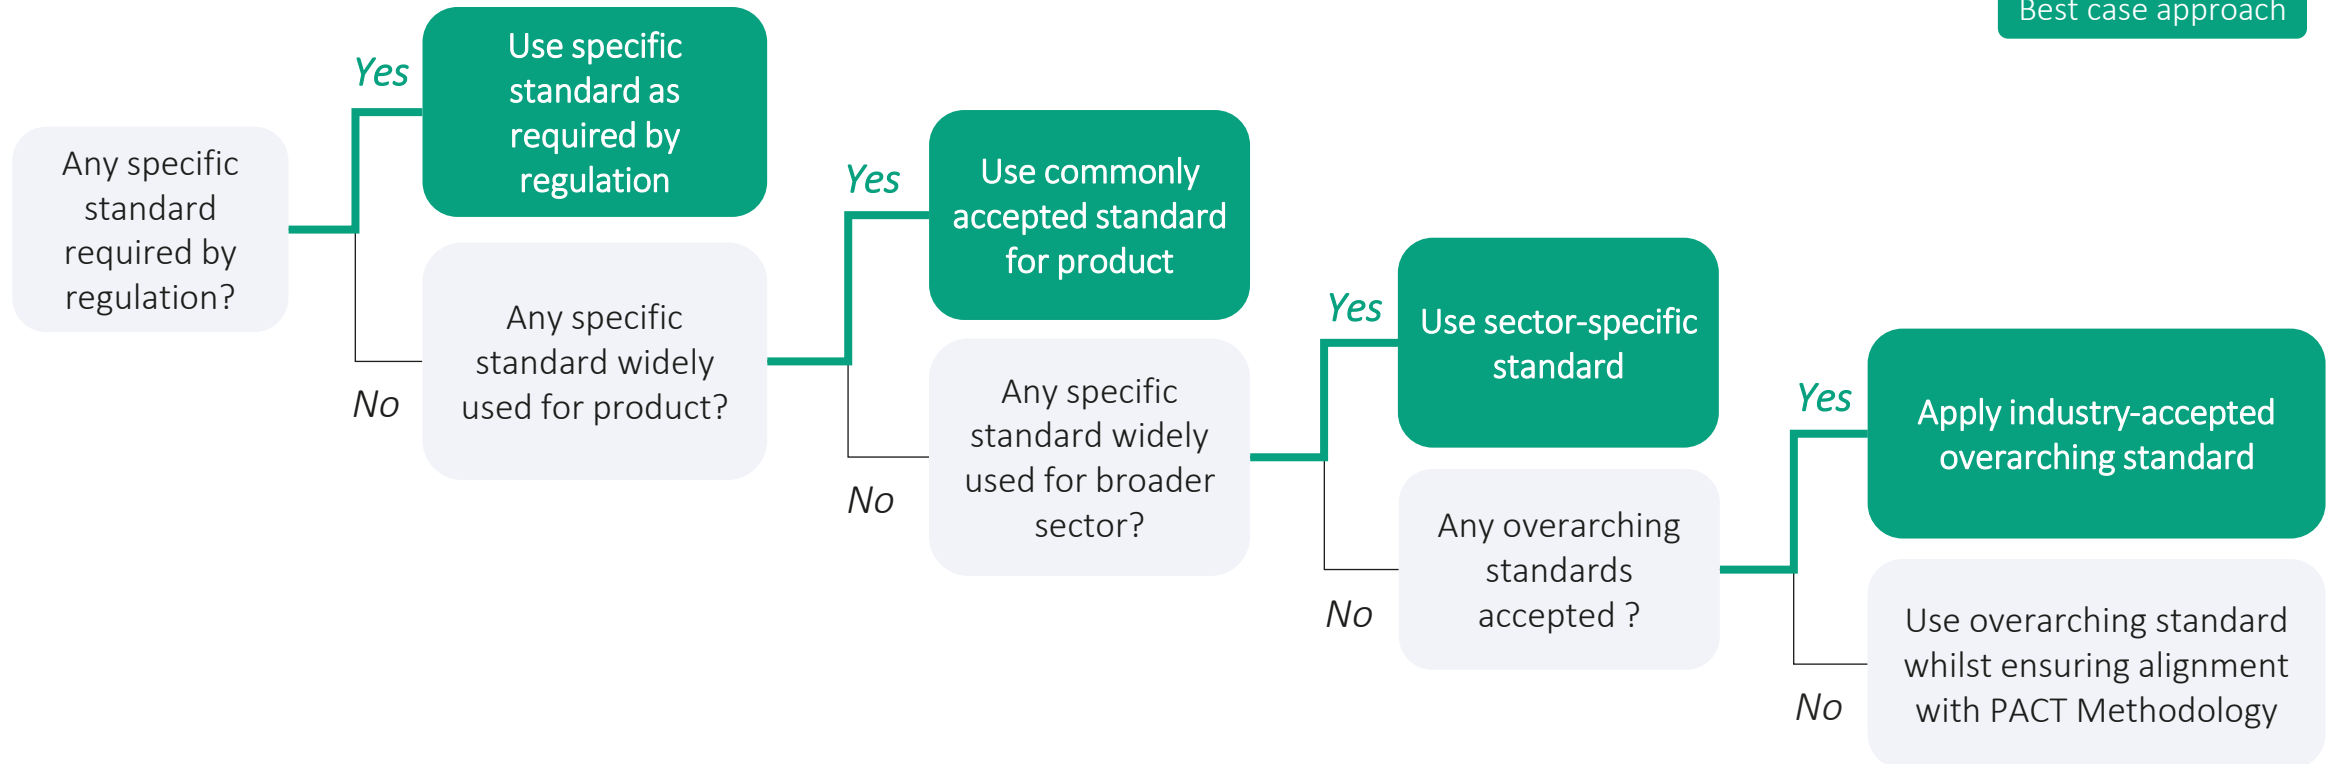 Best case approach
Yes
Use specific
standard as
required by
regulation
Any specific
standard
required by
regulation?
No
Any specific
standard widely
used for product?
Yes
Use commonly
accepted standard
for product
No
Any specific
standard widely
used for broader
sector?
Yes
Use sector-specific
standard
No
Any overarching
standards
accepted ?
Yes
Apply industry-accepted
overarching standard
No
Use overarching standard
whilst ensuring alignment
with PACT Methodology